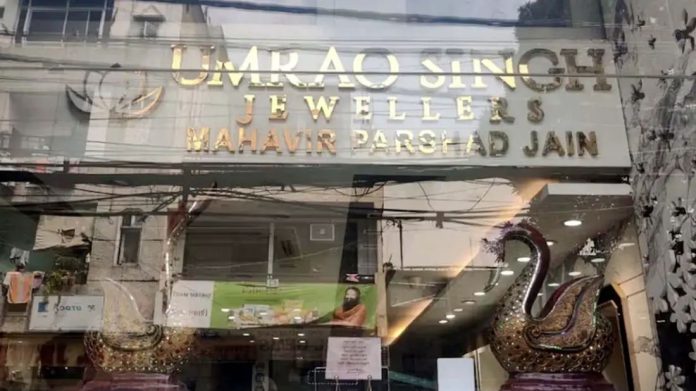 UMRAO SINGH
JEWELLERS
MAHAVIR PARSHAD JAIN